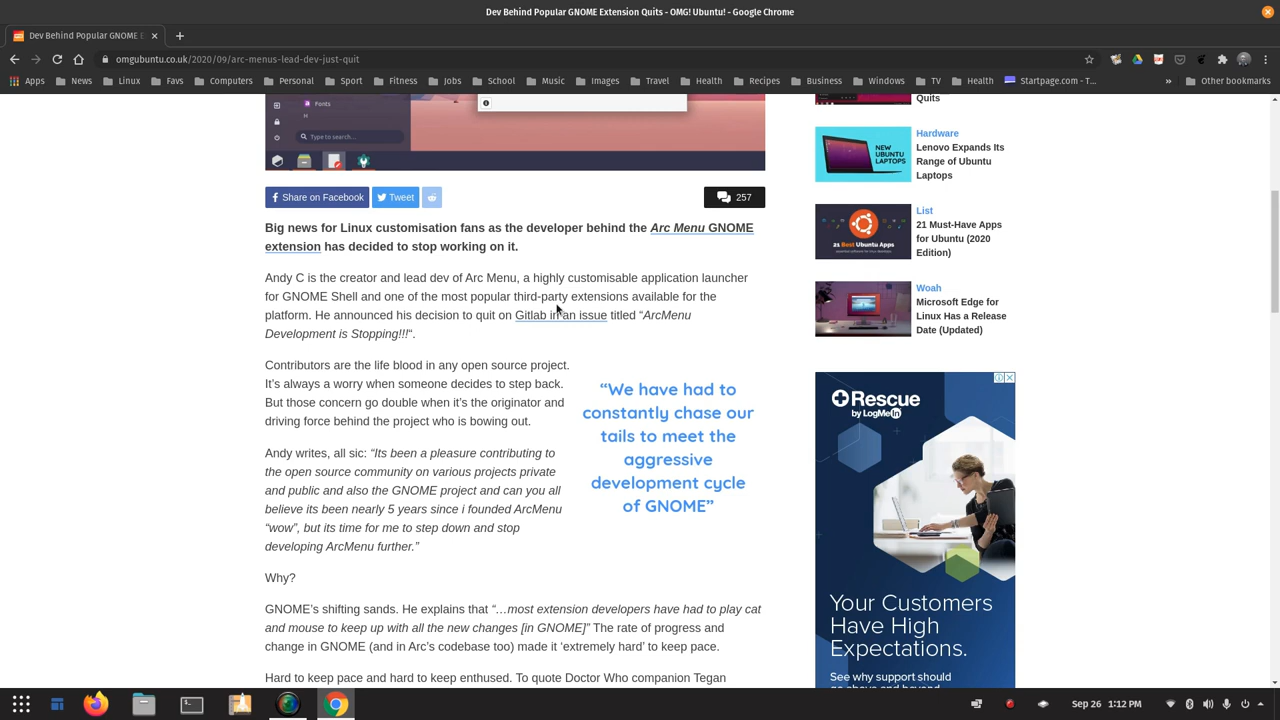 Dev Behind Popular GNOME Extension Quits - OMG! Ubuntu! - Google Chrome
Dev Behind Popular GNOME E
omgubuntu.co.uk/2020/09/arc-menus-lead-dev-just-quit
Apps News Linux Favs Computers Personal Sport Fitness Jobs School Music Images Travel Health Recipes Business Windows TV Health Startpage.com - T... » Other bookmarks
Fonts
Type to search...
Share on Facebook Tweet 257
Big news for Linux customisation fans as the developer behind the Arc Menu GNOME
extension has decided to stop working on it.
Andy C is the creator and lead dev of Arc Menu, a highly customisable application launcher
for GNOME Shell and one of the most popular third-party extensions available for the
platform. He announced his decision to quit on Gitlab in an issue titled “ArcMenu
Development is Stopping!!!“.
Contributors are the life blood in any open source project.
It’s always a worry when someone decides to step back.
But those concern go double when it’s the originator and
driving force behind the project who is bowing out.
“We have had to
constantly chase our
tails to meet the
aggressive
development cycle
of GNOME”
Andy writes, all sic: “Its been a pleasure contributing to
the open source community on various projects private
and public and also the GNOME project and can you all
believe its been nearly 5 years since i founded ArcMenu
“wow”, but its time for me to step down and stop
developing ArcMenu further.”
Why?
GNOME’s shifting sands. He explains that “…most extension developers have had to play cat
and mouse to keep up with all the new changes [in GNOME]” The rate of progress and
change in GNOME (and in Arc’s codebase too) made it ‘extremely hard’ to keep pace.
Hard to keep pace and hard to keep enthused. To quote Doctor Who companion Tegan
Quits
Hardware
Lenovo Expands Its
Range of Ubuntu
Laptops
NEW
UBUNTU
LAPTOPS
List
21 Must-Have Apps
for Ubuntu (2020
Edition)
21 Best Ubuntu Apps
Woah
Microsoft Edge for
Linux Has a Release
Date (Updated)
Rescue
by LogMeIn
Your Customers
Have High
Expectations.
See why support should
Sep 26 1:12 PM